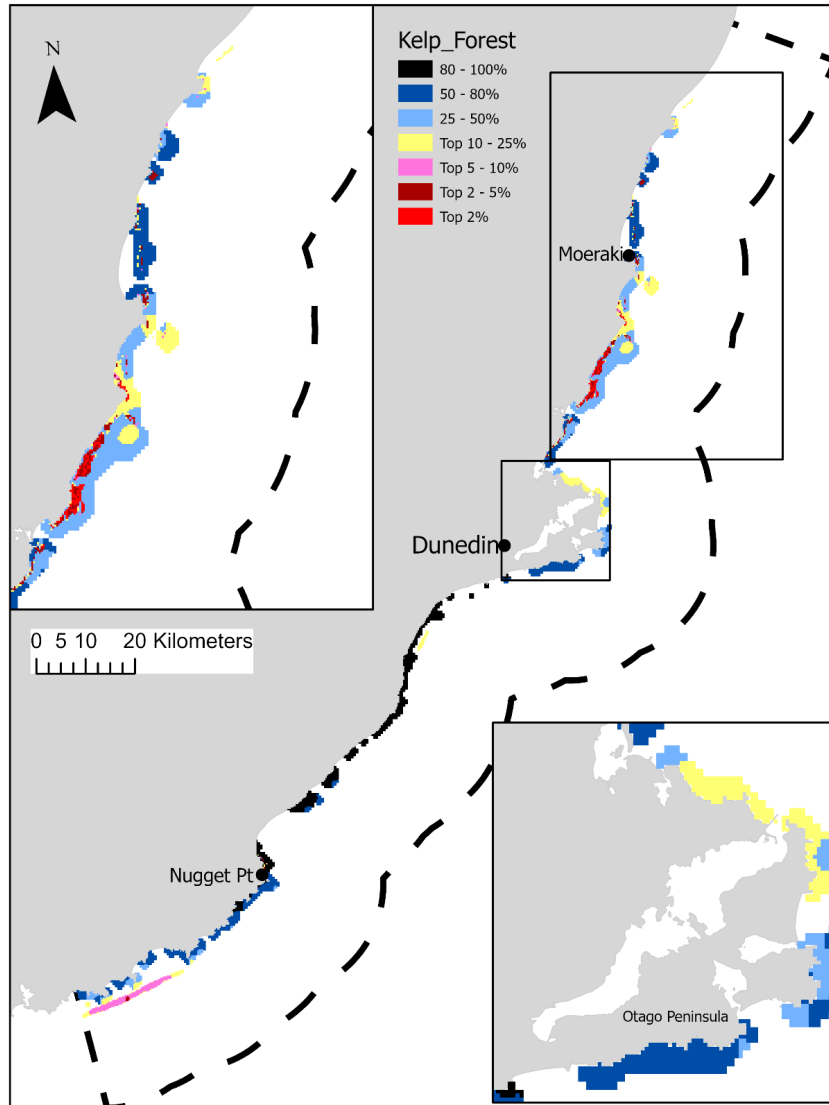 N
Kelp_Forest
80 - 100%
50 - 80%
25 - 50%
Top 10 - 25%
Top 5 - 10%
Top 2 - 5%
Top 2%
Moeraki
Dunedin
0 5 10 20 Kilometers
Nugget Pt
Otago Peninsula